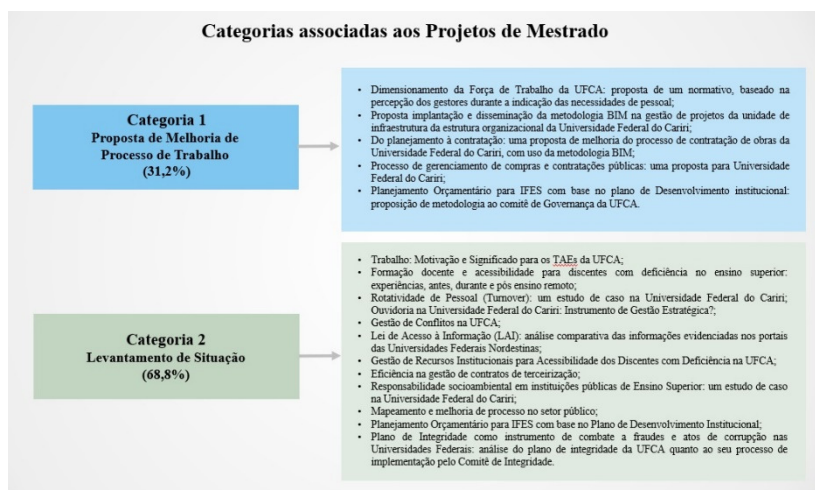 Categorias associadas aos Projetos de Mestrado
Categoria 1
Proposta de Melhoria de
Processo de Trabalho
(31,2%)
• Dimensionamento da Força de Trabalho da UFCA: proposta de um normativo, baseado na
percepção dos gestores durante a indicação das necessidades de pessoal;
• Proposta implantação e disseminação da metodologia BIM na gestão de projetos da unidade de
infraestrutura da estrutura organizacional da Universidade Federal do Cariri;
• Do planejamento à contratação: uma proposta de melhoria do processo de contratação de obras da
Universidade Federal do Cariri, com uso da metodologia BIM;
• Processo de gerenciamento de compras e contratações públicas: uma proposta para Universidade
Federal do Cariri;
• Planejamento Orçamentário para IFES com base no plano de Desenvolvimento institucional:
proposição de metodologia ao comitê de Governança da UFCA.
Categoria 2
Levantamento de Situação
(68,8%)
• Trabalho: Motivação e Significado para os TAEs da UFCA;
• Formação docente e acessibilidade para discentes com deficiência no ensino superior:
experiências, antes, durante e pós ensino remoto;
• Rotatividade de Pessoal (Turnover): um estudo de caso na Universidade Federal do Cariri;
Ouvidoria na Universidade Federal do Cariri: Instrumento de Gestão Estratégica?;
• Gestão de Conflitos na UFCA;
• Lei de Acesso à Informação (LAI): análise comparativa das informações evidenciadas nos portais
das Universidades Federais Nordestinas;
• Gestão de Recursos Institucionais para Acessibilidade dos Discentes com Deficiência na UFCA;
• Eficiência na gestão de contratos de terceirização;
• Responsabilidade socioambiental em instituições públicas de Ensino Superior: um estudo de caso
na Universidade Federal do Cariri;
• Mapeamento e melhoria de processo no setor público;
• Planejamento Orçamentário para IFES com base no Plano de Desenvolvimento Institucional;
• Plano de Integridade como instrumento de combate a fraudes e atos de corrupção nas
Universidades Federais: análise do plano de integridade da UFCA quanto ao seu processo de
implementação pelo Comitê de Integridade.